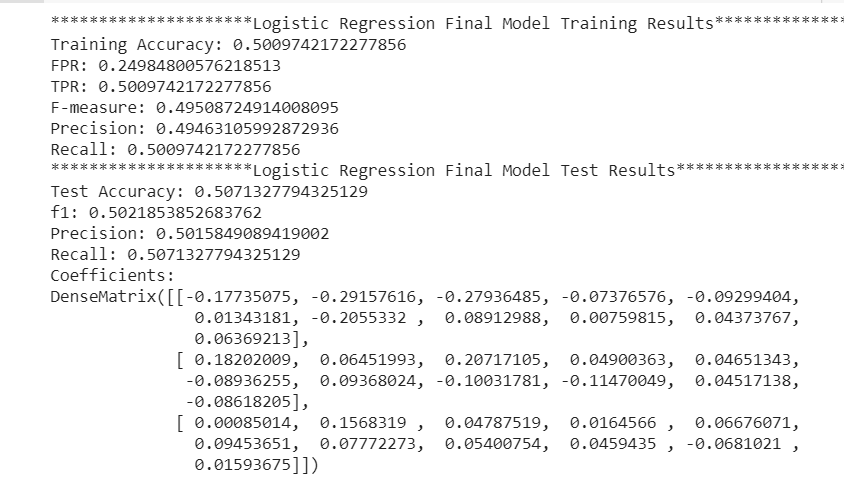 *********************Logistic Regression Final Model Training Results**************
Training Accuracy: 0.5009742172277856
FPR: 0.24984800576218513
TPR: 0.5009742172277856
F-measure: 0.49508724914008095
Precision: 0.49463105992872936
Recall: 0.5009742172277856
*********************Logistic Regression Final Model Test Results******************
Test Accuracy: 0.5071327794325129
f1: 0.5021853852683762
Precision: 0.5015849089419002
Recall: 0.5071327794325129
Coefficients:
DenseMatrix([[-0.17735075, -0.29157616, -0.27936485, -0.07376576, -0.09299404,
0.01343181, -0.2055332 , 0.08912988, 0.00759815, 0.04373767,
0.06369213],
[ 0.18202009, 0.06451993, 0.20717105, 0.04900363, 0.04651343,
-0.08936255, 0.09368024, -0.10031781, -0.11470049, 0.04517138,
-0.08618205],
[ 0.00085014, 0.1568319 , 0.04787519, 0.0164566 , 0.06676071,
0.09453651, 0.07772273, 0.05400754, 0.0459435 , -0.0681021 ,
0.01593675]])